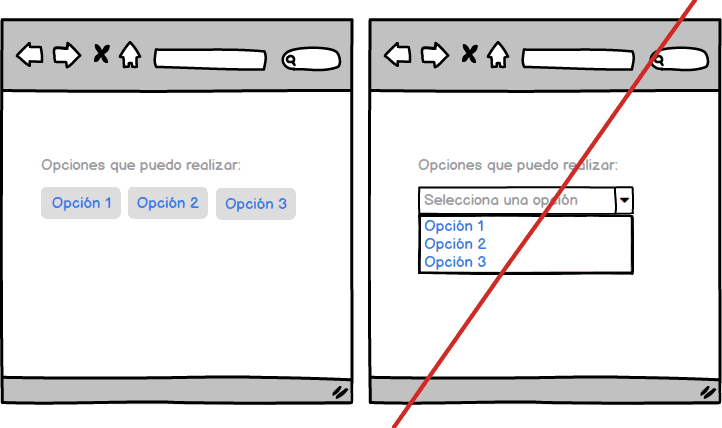 Opciones que puedo realizar:
Opción 1 Opción 2 Opción 3
Opciones que puedo realizar:
Selecciona una opción
Opción 1
Opción 2
Opción 3